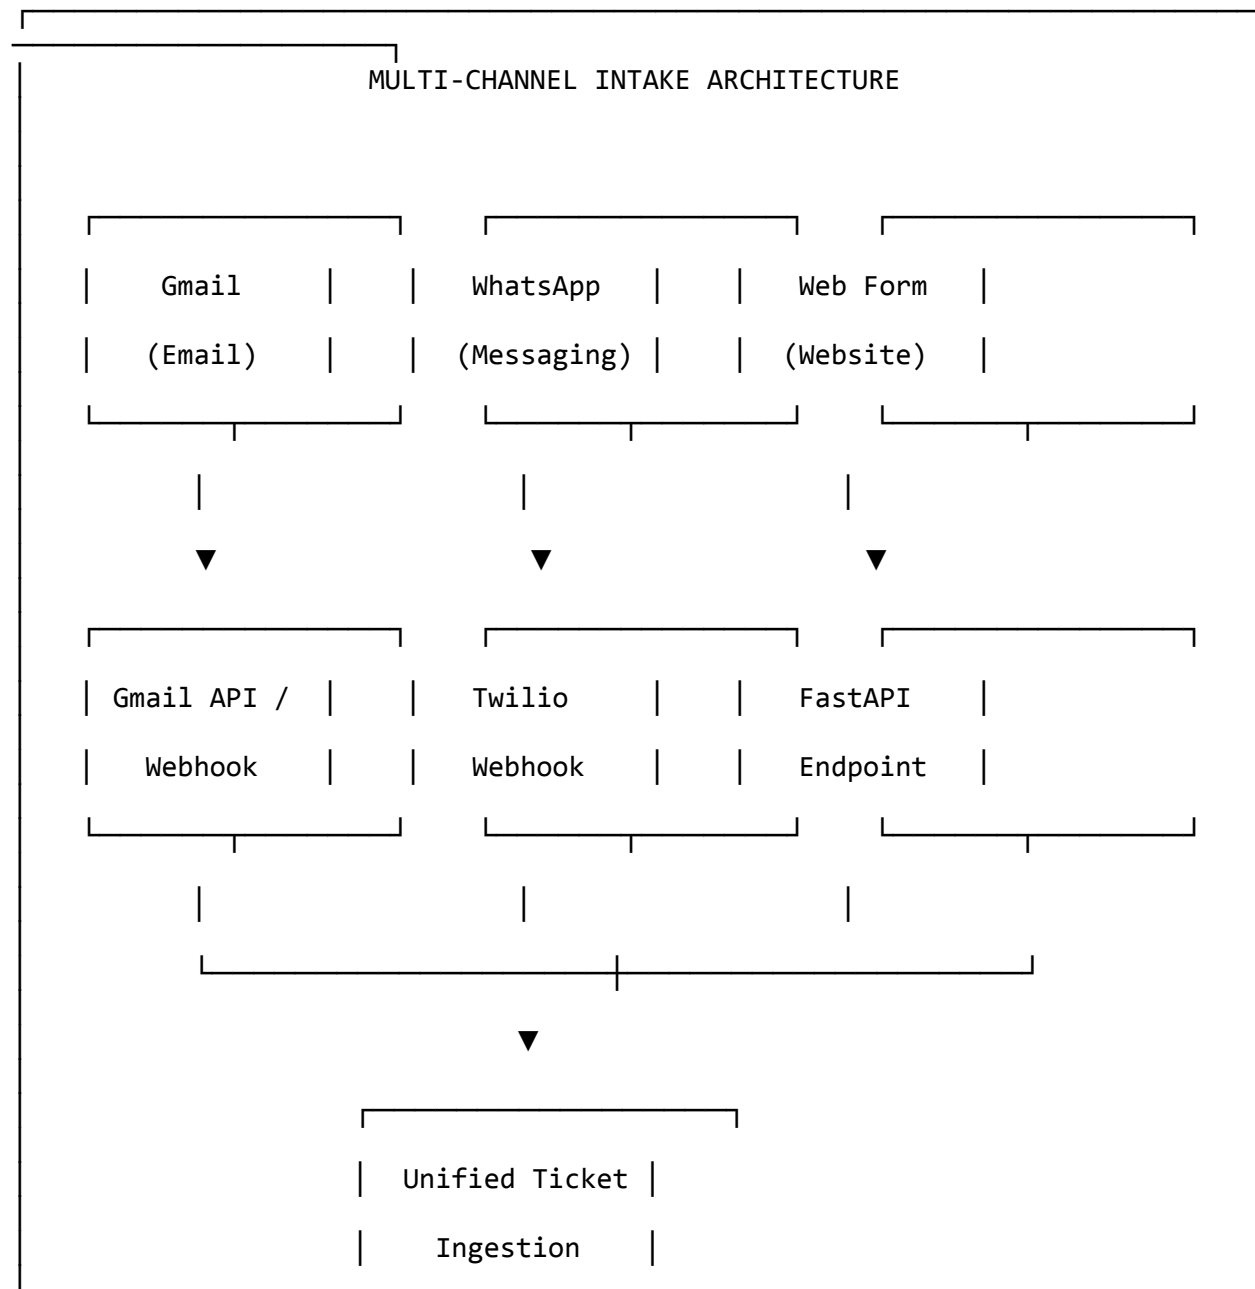 MULTI-CHANNEL INTAKE ARCHITECTURE
Gmail WhatsApp Web Form
(Email) (Messaging) (Website)
Gmail API / Twilio FastAPI
Webhook Webhook Endpoint
Unified Ticket
Ingestion